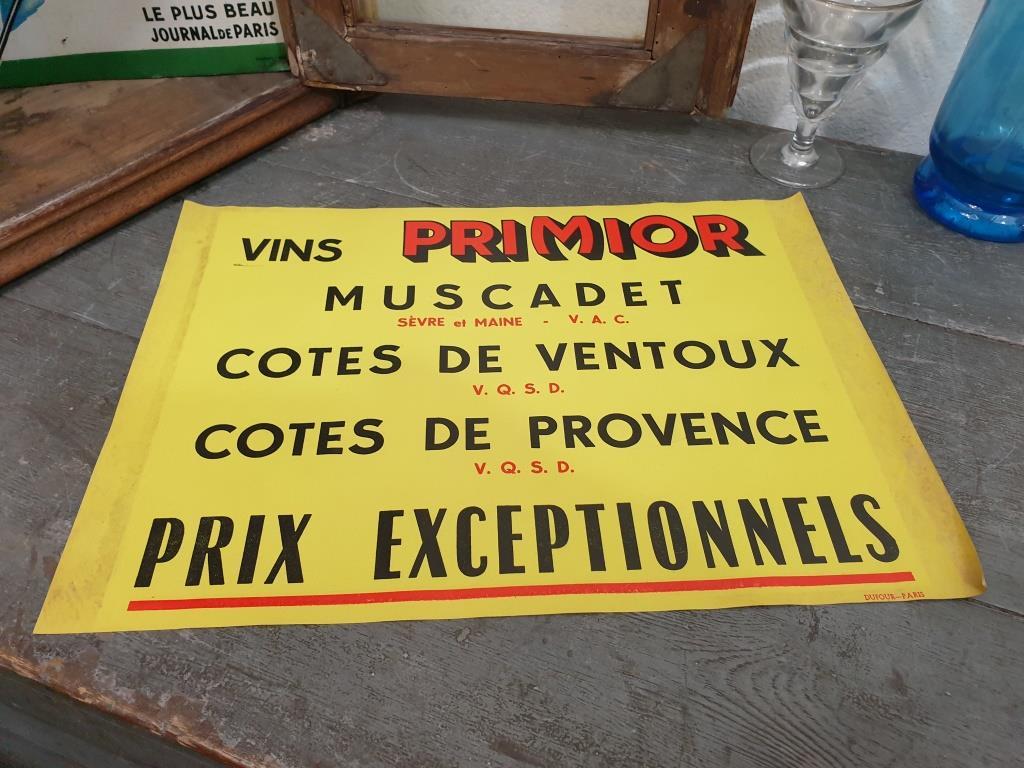 LE PLUS BEAU
JOURNAL DE PARIS
VINS PRIMIOR
MUSCADET
SÈVRE et MAINE - V. A. C.
COTES DE VENTOUX
V. Q. S. D.
COTES DE PROVENCE
V. Q. S. D.
PRIX EXCEPTIONNELS
DUFOUR—PARIS